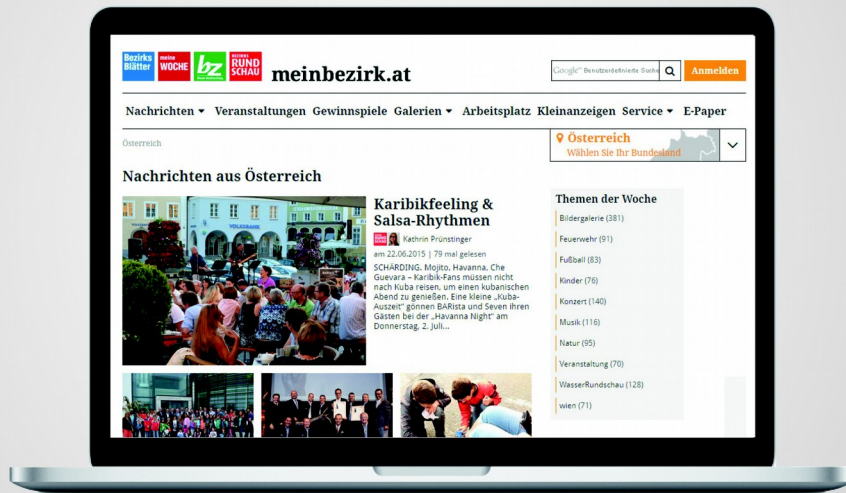 Bezirks
Blätter
meine
WOCHE
bz
BEZIRKS
RUND
SCHAU
meinbezirk.at
Google™ Benutzerdefinierte Suche
Anmelden
Nachrichten
Veranstaltungen
Gewinnspiele
Galerien
Arbeitsplatz
Kleinanzeigen
Service
E-Paper
Österreich
Österreich
Wählen Sie Ihr Bundesland
Nachrichten aus Österreich
VOLKSBANK
Karibikfeeling &
Salsa-Rhythmen
Kathrin Prünstinger
am 22.06.2015 | 79 mal gelesen
SCHÄRDING. Mojito, Havanna, Che
Guevara – Karibik-Fans müssen nicht
nach Kuba reisen, um einen kubanischen
Abend zu genießen. Eine kleine „Kuba-
Auszeit" gönnen BARista und Seven ihren
Gästen bei der „Havanna Night" am
Donnerstag, 2. Juli...
Themen der Woche
Bildergalerie (381)
Feuerwehr (91)
Fußball (83)
Kinder (76)
Konzert (140)
Musik (116)
Natur (95)
Veranstaltung (70)
WasserRundschau (128)
wien (71)